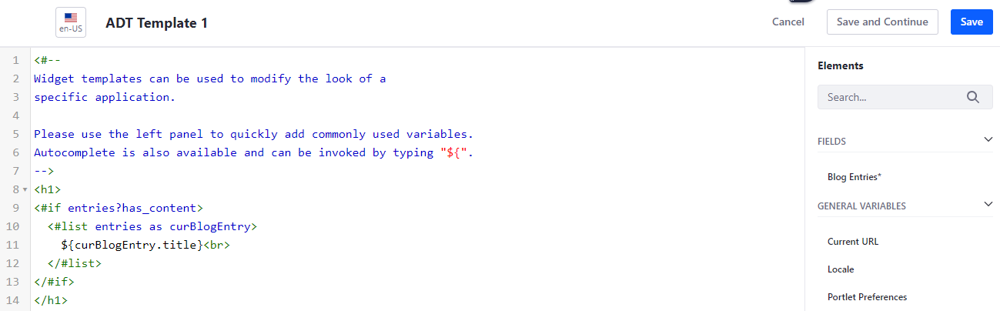 en-US
ADT Template 1
Cancel
Save and Continue
Save
1 <#--
2 Widget templates can be used to modify the look of a
3 specific application.
4
5 Please use the left panel to quickly add commonly used variables.
6 Autocomplete is also available and can be invoked by typing "${".
7 -->
8 <h1>
9 <#if entries?has_content>
10   <#list entries as curBlogEntry>
11     ${curBlogEntry.title}<br>
12   </#list>
13 </#if>
14 </h1>
Elements
Search...
FIELDS
Blog Entries*
GENERAL VARIABLES
Current URL
Locale
Portlet Preferences